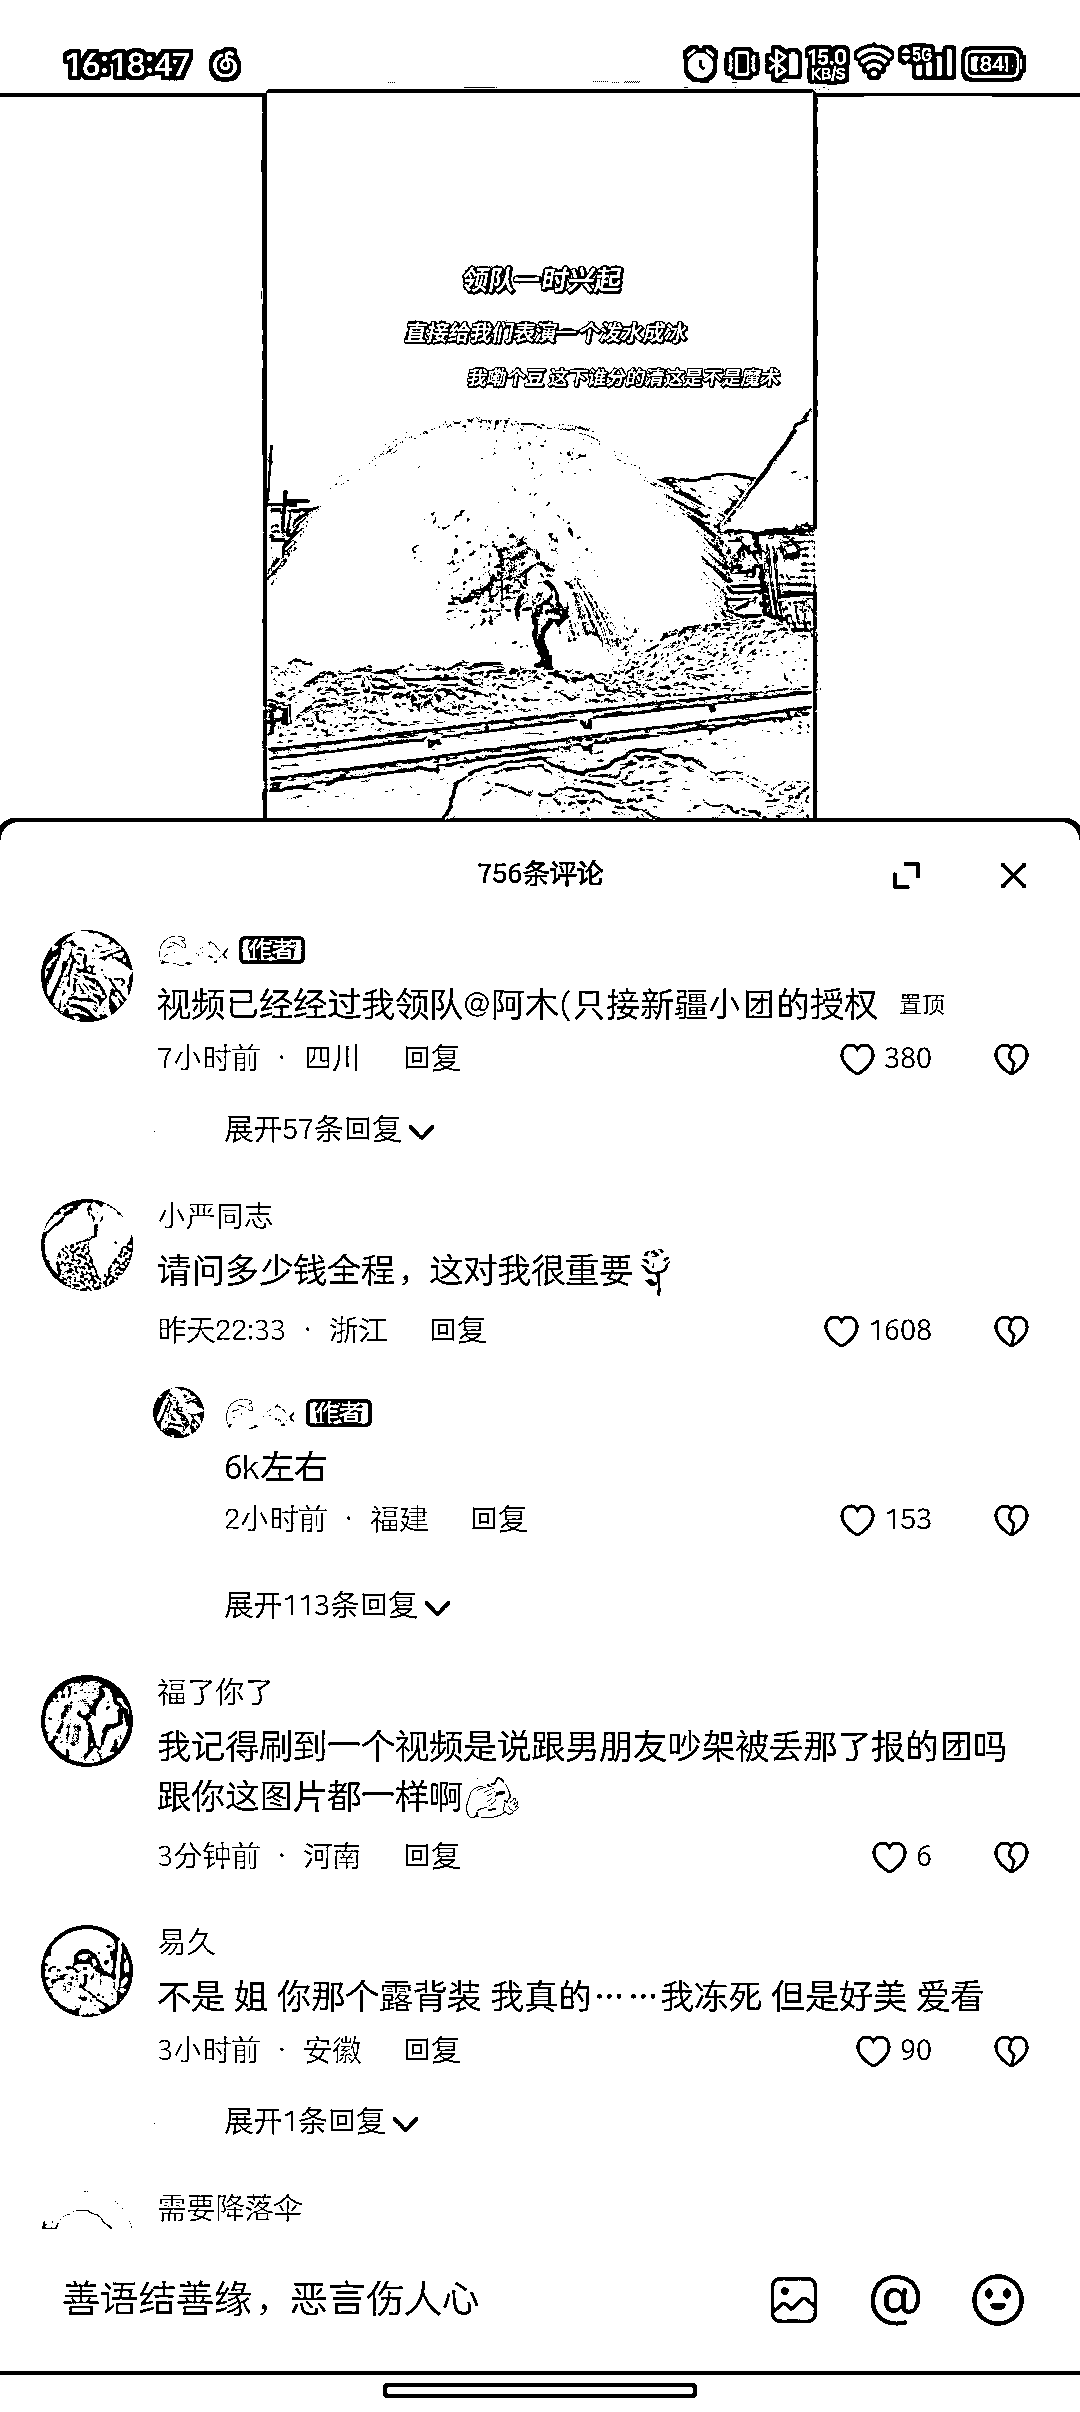 16:18:47
15.0 KB/S 5G 84
领队一时兴起
直接给我们表演一个泼水成冰
我嘞个豆 这下谁分的清这是不是魔术
756条评论
作者
视频已经经过我领队@阿木(只接新疆小团的授权 置顶
7小时前 · 四川 回复 380
展开57条回复
小严同志
请问多少钱全程，这对我很重要
昨天22:33 · 浙江 回复 1608
作者
6k左右
2小时前 · 福建 回复 153
展开113条回复
福了你了
我记得刷到一个视频是说跟男朋友吵架被丢那了报的团吗
跟你这图片都一样啊
3分钟前 · 河南 回复 6
易久
不是 姐 你那个露背装 我真的……我冻死 但是好美 爱看
3小时前 · 安徽 回复 90
展开1条回复
需要降落伞
善语结善缘，恶言伤人心